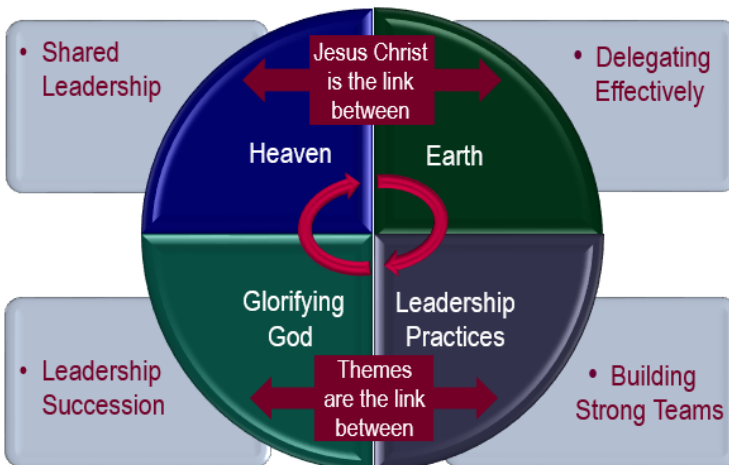 • Shared
Leadership
Jesus Christ
is the link
between
• Delegating
Effectively
Heaven
Earth
Glorifying
God
Leadership
Practices
• Leadership
Succession
Themes
are the link
between
• Building
Strong Teams